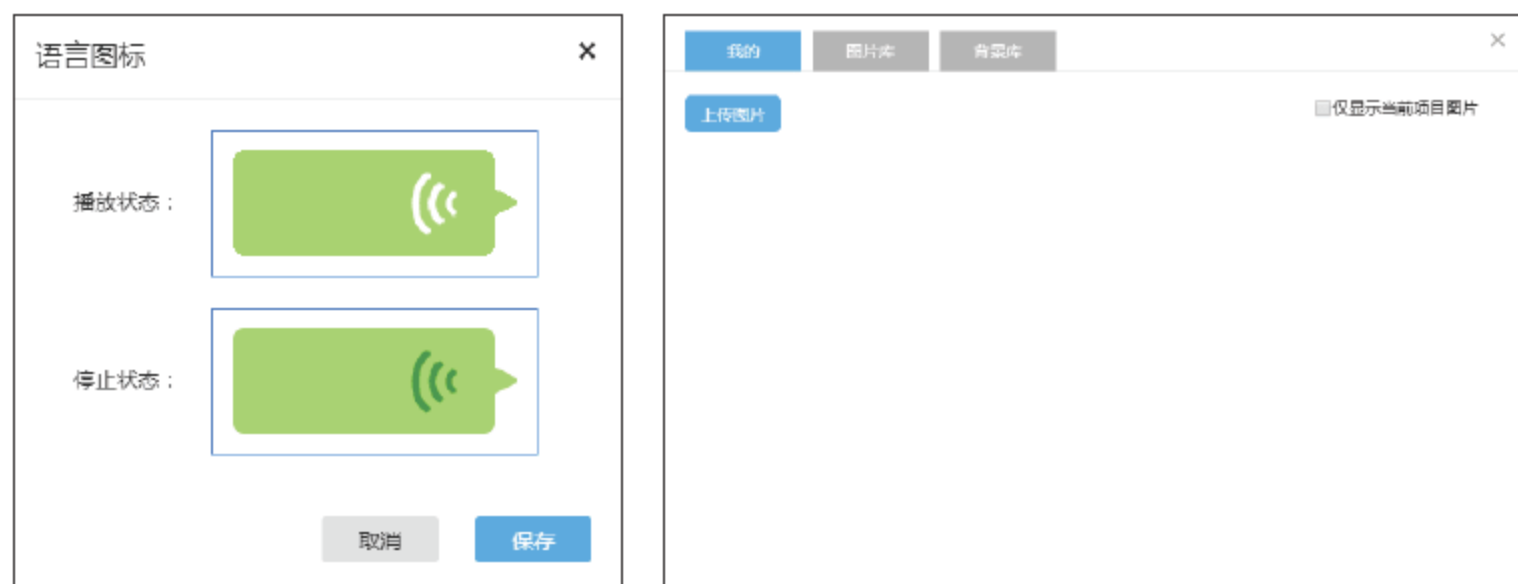 语言图标
播放状态：
停止状态：
取消
保存
我的
图片库
背景库
上传图片
仅显示当前项目图片